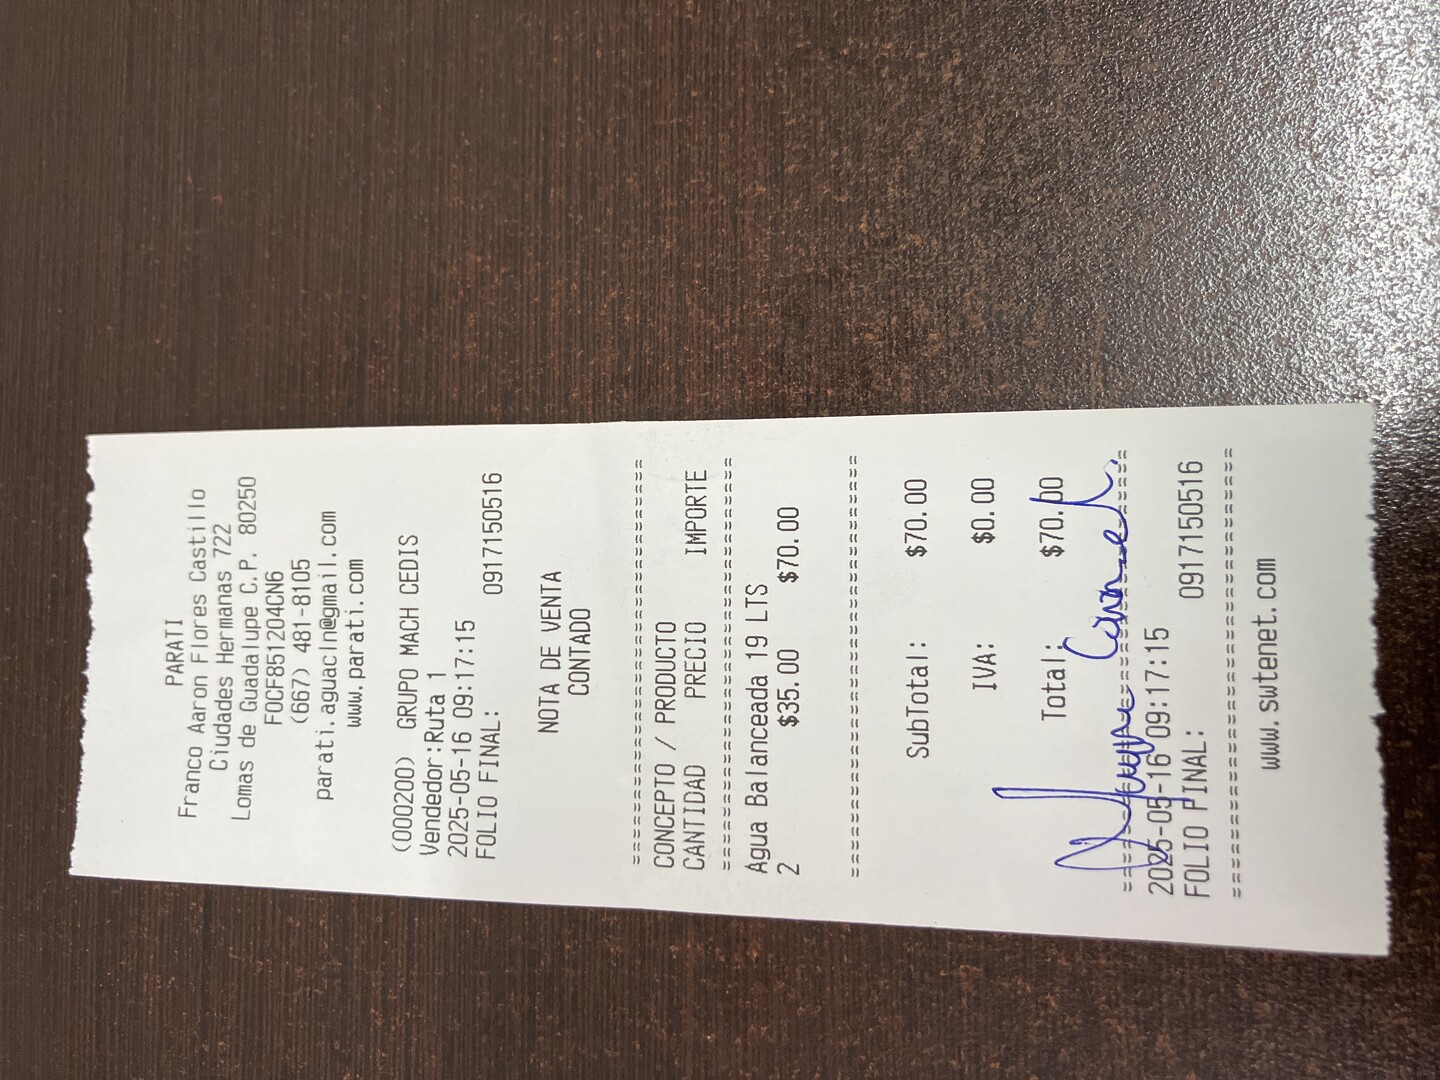 PARATI
Franco Aaron Flores Castillo
Ciudades Hermanas 722
Lomas de Guadalupe C.P. 80250
FOCF851204CN6
(667) 481-8105
parati.aguacln@gmail.com
www.parati.com
(000200) GRUPO MACH CEDIS
Vendedor:Ruta 1
2025-05-16 09:17:15
FOLIO FINAL: 0917150516
NOTA DE VENTA
CONTADO
==============================
CONCEPTO / PRODUCTO
CANTIDAD PRECIO IMPORTE
==============================
Agua Balanceada 19 LTS
2 $35.00 $70.00
==============================
SubTotal: $70.00
IVA: $0.00
Total: $70.00
==============================
2025-05-16 09:17:15
FOLIO FINAL: 0917150516
==============================
www.swtenet.com